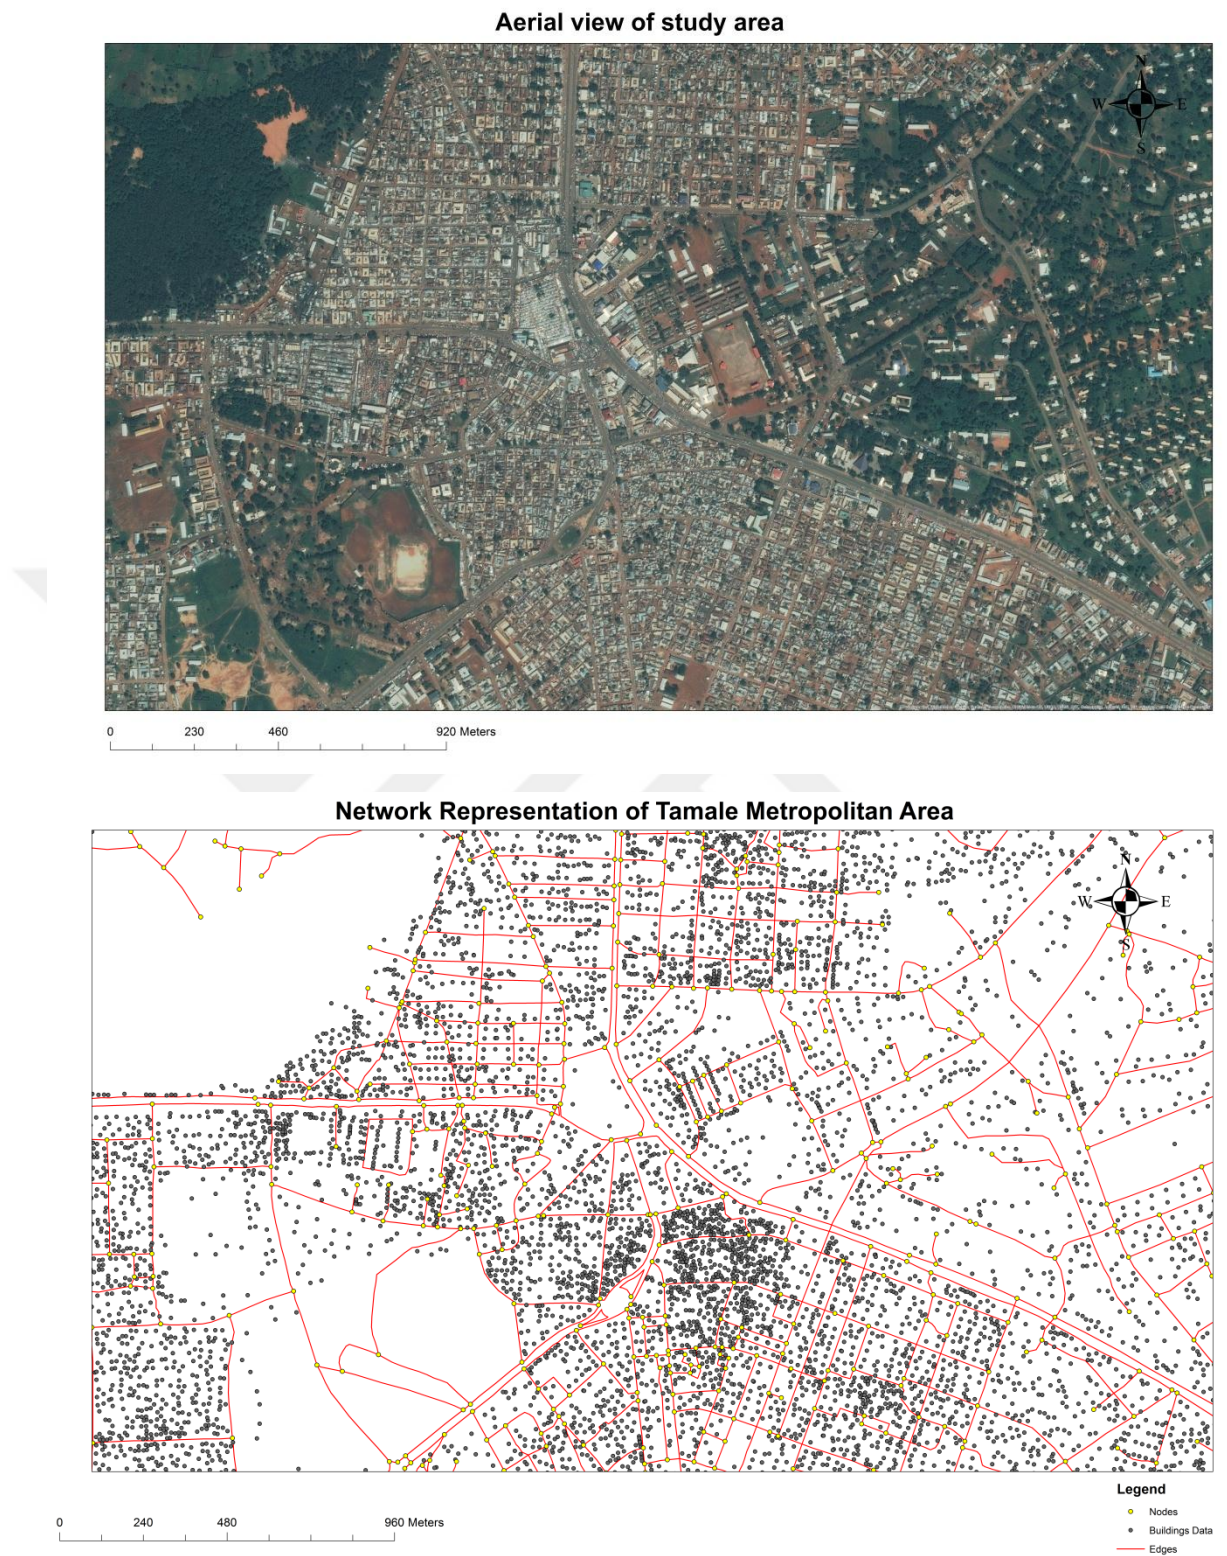 Aerial view of study area
N
W E
S
0 230 460 920 Meters
Network Representation of Tamale Metropolitan Area
N
W E
S
Legend
Nodes
Buildings Data
Edges
0 240 480 960 Meters